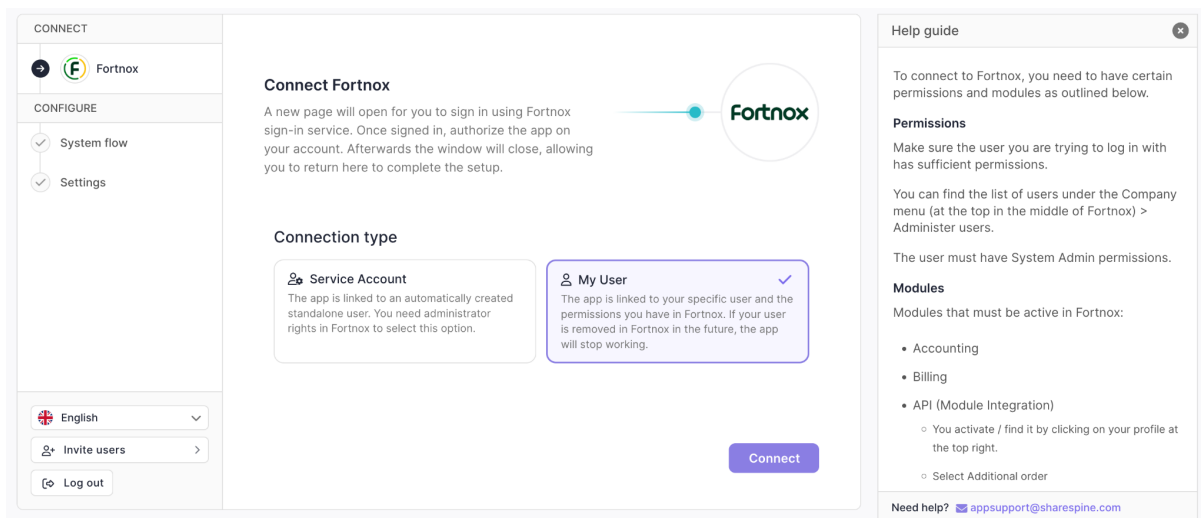 CONNECT
Fortnox
CONFIGURE
System flow
Settings
English
Invite users
Log out
Connect Fortnox
A new page will open for you to sign in using Fortnox
sign-in service. Once signed in, authorize the app on
your account. Afterwards the window will close, allowing
you to return here to complete the setup.
Fortnox
Connection type
Service Account
The app is linked to an automatically created
standalone user. You need administrator
rights in Fortnox to select this option.
My User
The app is linked to your specific user and the
permissions you have in Fortnox. If your user
is removed in Fortnox in the future, the app
will stop working.
Connect
Help guide
To connect to Fortnox, you need to have certain
permissions and modules as outlined below.
Permissions
Make sure the user you are trying to log in with
has sufficient permissions.
You can find the list of users under the Company
menu (at the top in the middle of Fortnox) >
Administer users.
The user must have System Admin permissions.
Modules
Modules that must be active in Fortnox:
• Accounting
• Billing
• API (Module Integration)
◦ You activate / find it by clicking on your profile at
the top right.
◦ Select Additional order
Need help? appsupport@sharespine.com